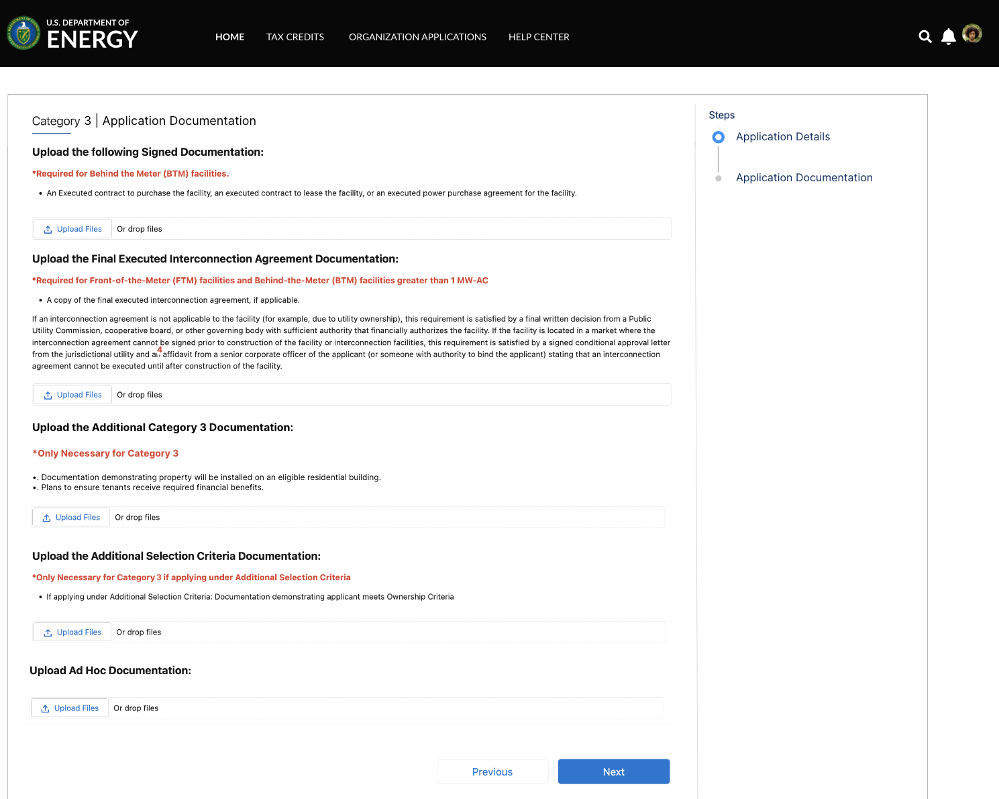 U.S. DEPARTMENT OF
ENERGY
HOME
TAX CREDITS
ORGANIZATION APPLICATIONS
HELP CENTER
Category 3 | Application Documentation
Upload the following Signed Documentation:
*Required for Behind the Meter (BTM) facilities.
• An Executed contract to purchase the facility, an executed contract to lease the facility, or an executed power purchase agreement for the facility.
Upload Files
Or drop files
Upload the Final Executed Interconnection Agreement Documentation:
*Required for Front-of-the-Meter (FTM) facilities and Behind-the-Meter (BTM) facilities greater than 1 MW-AC
• A copy of the final executed interconnection agreement, if applicable.
If an interconnection agreement is not applicable to the facility (for example, due to utility ownership), this requirement is satisfied by a final written decision from a Public
Utility Commission, cooperative board, or other governing body with sufficient authority that financially authorizes the facility. If the facility is located in a market where the
interconnection agreement cannot be signed prior to construction of the facility or interconnection facilities, this requirement is satisfied by a signed conditional approval letter
4
from the jurisdictional utility and an affidavit from a senior corporate officer of the applicant (or someone with authority to bind the applicant) stating that an interconnection
agreement cannot be executed until after construction of the facility.
Upload Files
Or drop files
Upload the Additional Category 3 Documentation:
*Only Necessary for Category 3
•. Documentation demonstrating property will be installed on an eligible residential building.
•. Plans to ensure tenants receive required financial benefits.
Upload Files
Or drop files
Upload the Additional Selection Criteria Documentation:
*Only Necessary for Category 3 if applying under Additional Selection Criteria
• If applying under Additional Selection Criteria: Documentation demonstrating applicant meets Ownership Criteria
Upload Files
Or drop files
Upload Ad Hoc Documentation:
Upload Files
Or drop files
Previous
Next
Steps
Application Details
Application Documentation